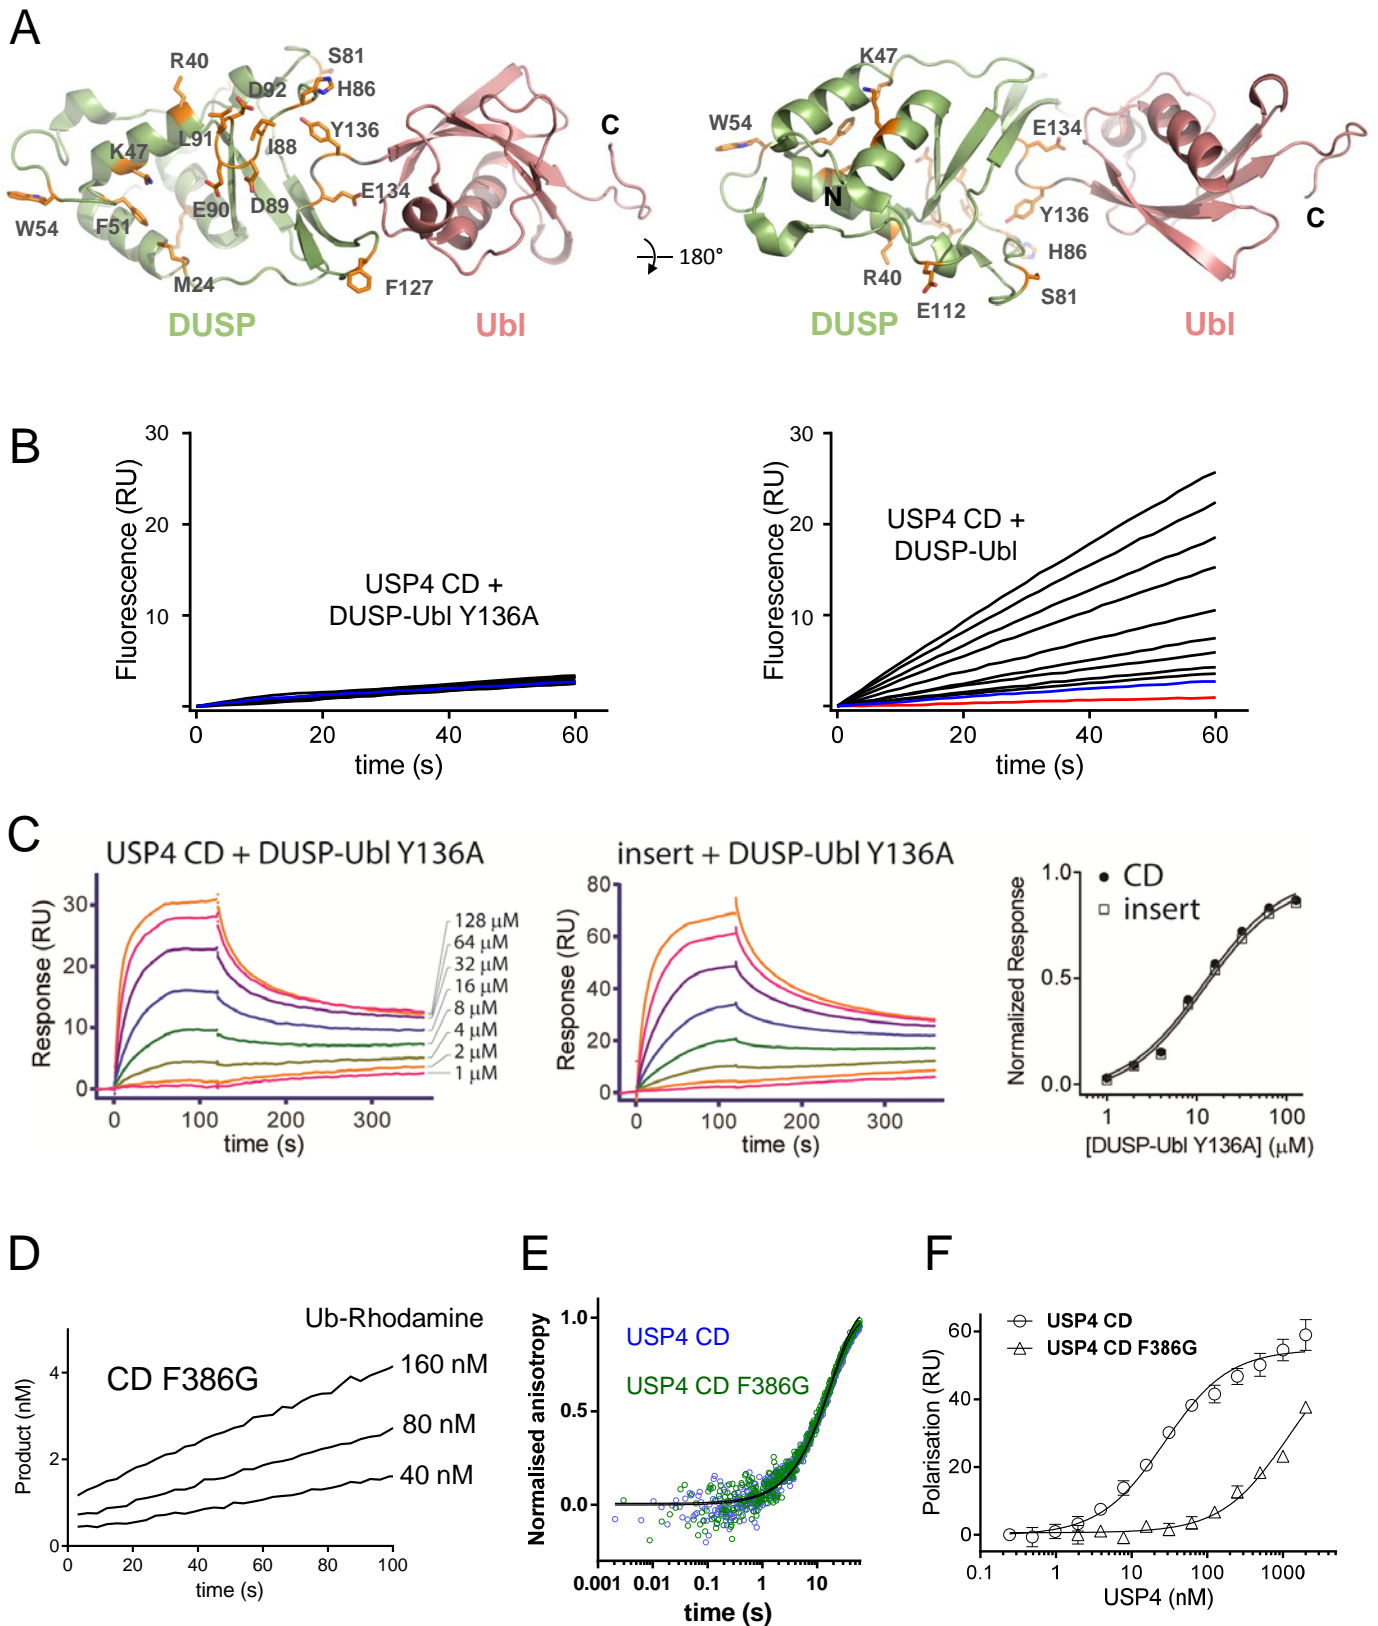 A
R40
S81
D92
H86
L91
I88
Y136
K47
E134
E90
D89
W54
F51
M24
F127
C
DUSP
Ubl
180°
K47
W54
E134
N
Y136
C
H86
R40
E112
S81
DUSP
Ubl
B
30
20
10
Fluorescence (RU)
USP4 CD +
DUSP-Ubl Y136A
0 20 40 60
time (s)
30
20
10
Fluorescence (RU)
USP4 CD +
DUSP-Ubl
0 20 40 60
time (s)
C
USP4 CD + DUSP-Ubl Y136A
30
20
10
0
Response (RU)
128 μM
64 μM
32 μM
16 μM
8 μM
4 μM
2 μM
1 μM
0 100 200 300
time (s)
insert + DUSP-Ubl Y136A
80
60
40
20
0
Response (RU)
0 100 200 300
time (s)
1.0
0.5
0.0
Normalized Response
CD
insert
1 10 100
[DUSP-Ubl Y136A] (μM)
D
Ub-Rhodamine
CD F386G
160 nM
80 nM
40 nM
4
2
0
Product (nM)
0 20 40 60 80 100
time (s)
E
1.0
0.5
0.0
Normalised anisotropy
USP4 CD
USP4 CD F386G
0.001 0.01 0.1 1 10
time (s)
F
USP4 CD
USP4 CD F386G
60
40
20
0
Polarisation (RU)
0.1 1 10 100 1000
USP4 (nM)